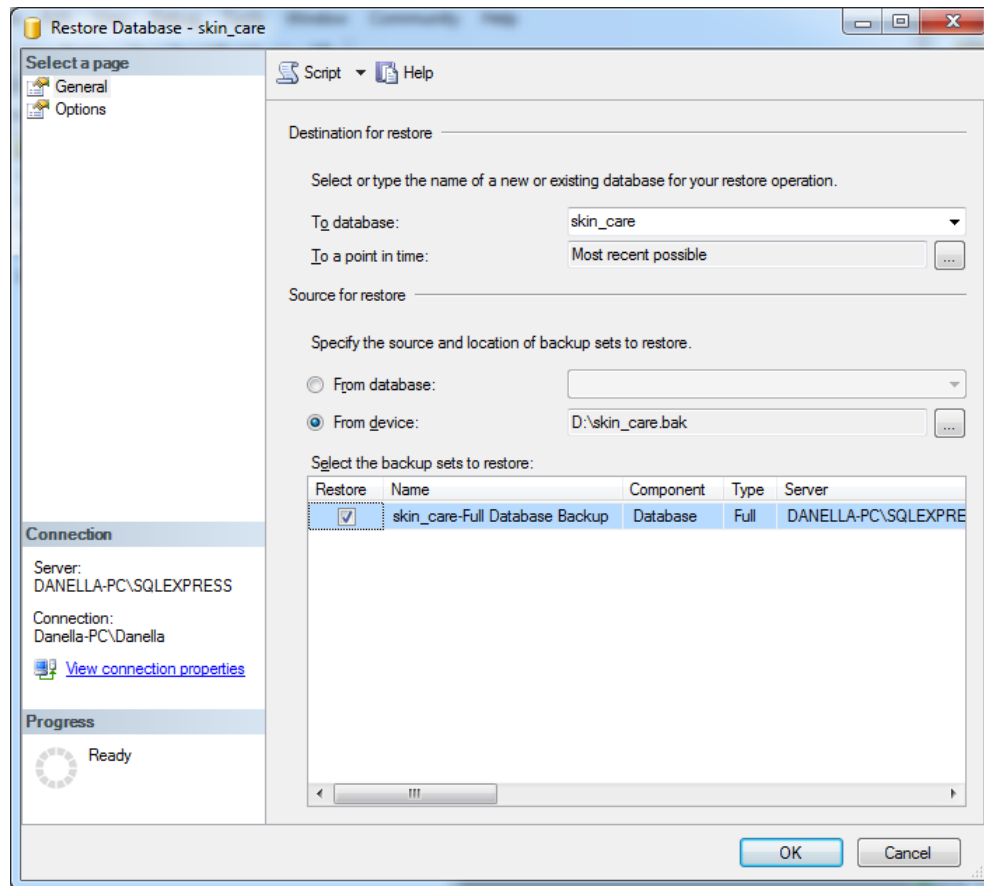 Window Community Help
Restore Database - skin_care
Select a page
General
Options
Script Help
Destination for restore
Select or type the name of a new or existing database for your restore operation.
To database: skin_care
To a point in time: Most recent possible ...
Source for restore
Specify the source and location of backup sets to restore.
From database:
From device: D:\skin_care.bak ...
Select the backup sets to restore:
Restore Name Component Type Server
skin_care-Full Database Backup Database Full DANELLA-PC\SQLEXPRE
Connection
Server:
DANELLA-PC\SQLEXPRESS
Connection:
Danella-PC\Danella
View connection properties
Progress
Ready
OK Cancel